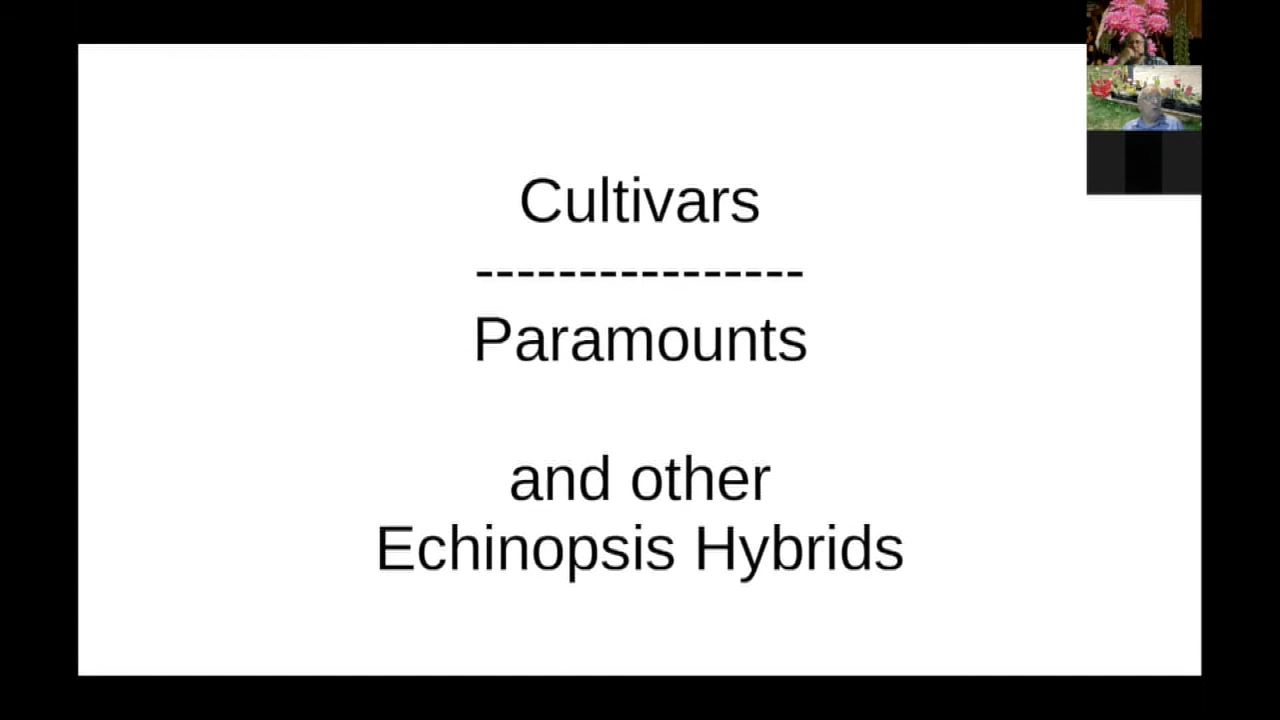 Cultivars
----------------
Paramounts
and other
Echinopsis Hybrids